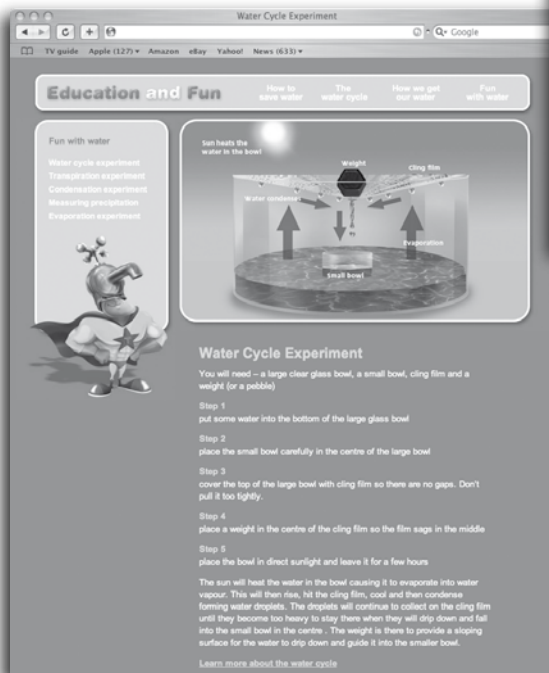 Water Cycle Experiment
Google
TV guide Apple (127) Amazon eBay Yahoo! News (633)
Education and Fun
How to
save water
The
water cycle
How we get
our water
Fun
with water
Fun with water
Water cycle experiment
Transpiration experiment
Condensation experiment
Measuring precipitation
Evaporation experiment
Sun heats the
water in the bowl
Weight
Cling film
Water condenses
Evaporation
Small bowl
Water Cycle Experiment
You will need – a large clear glass bowl, a small bowl, cling film and a
weight (or a pebble)
Step 1
put some water into the bottom of the large glass bowl
Step 2
place the small bowl carefully in the centre of the large bowl
Step 3
cover the top of the large bowl with cling film so there are no gaps. Don't
pull it too tightly.
Step 4
place a weight in the centre of the cling film so the film sags in the middle
Step 5
place the bowl in direct sunlight and leave it for a few hours
The sun will heat the water in the bowl causing it to evaporate into water
vapour. This will then rise, hit the cling film, cool and then condense
forming water droplets. The droplets will continue to collect on the cling film
until they become too heavy to stay there when they will drip down and fall
into the small bowl in the centre . The weight is there to provide a sloping
surface for the water to drip down and guide it into the smaller bowl.
Learn more about the water cycle